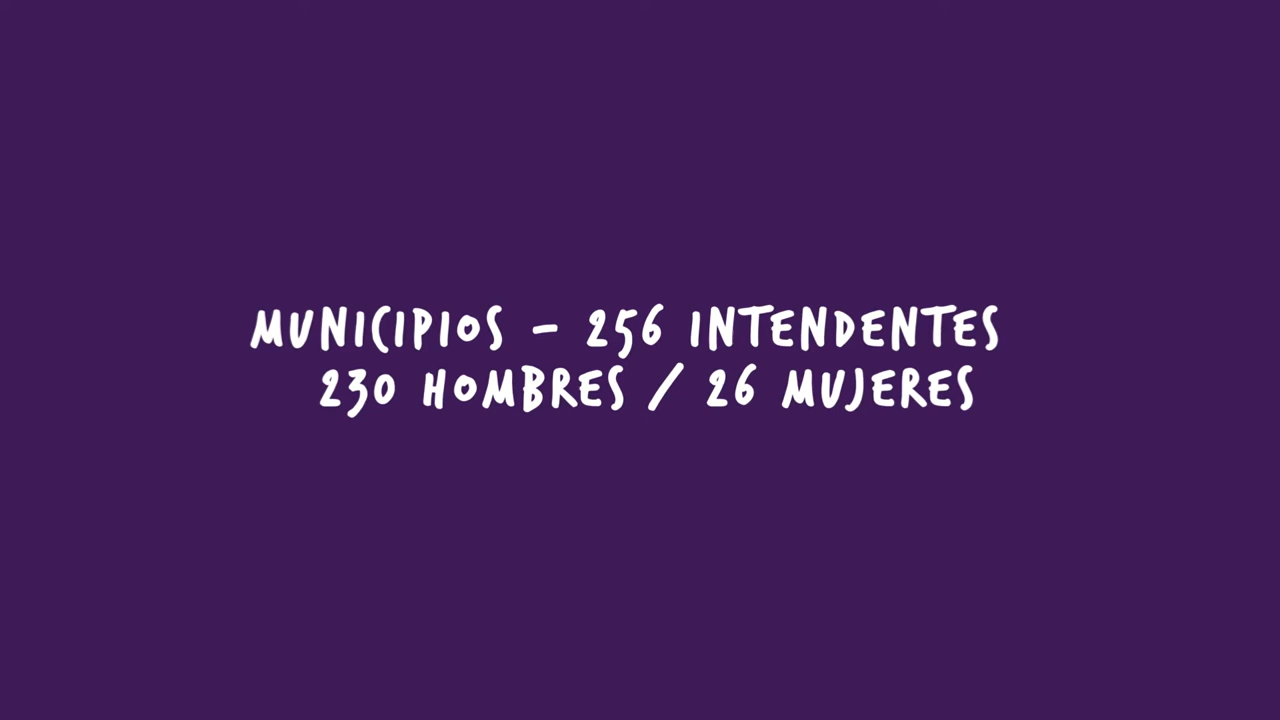 MUNICIPIOS - 256 INTENDENTES
230 HOMBRES / 26 MUJERES